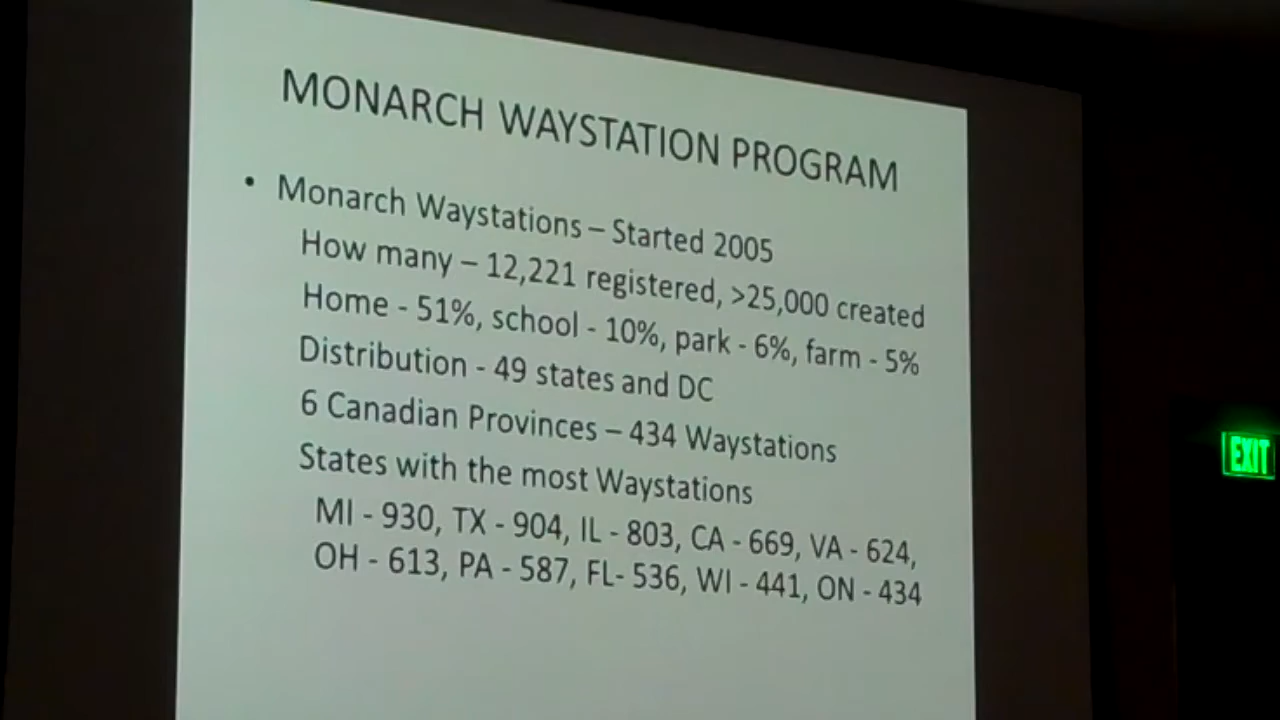 MONARCH WAYSTATION PROGRAM
• Monarch Waystations – Started 2005
How many – 12,221 registered, >25,000 created
Home - 51%, school - 10%, park - 6%, farm - 5%
Distribution - 49 states and DC
6 Canadian Provinces – 434 Waystations
States with the most Waystations
MI - 930, TX - 904, IL - 803, CA - 669, VA - 624,
OH - 613, PA - 587, FL- 536, WI - 441, ON - 434
EXIT